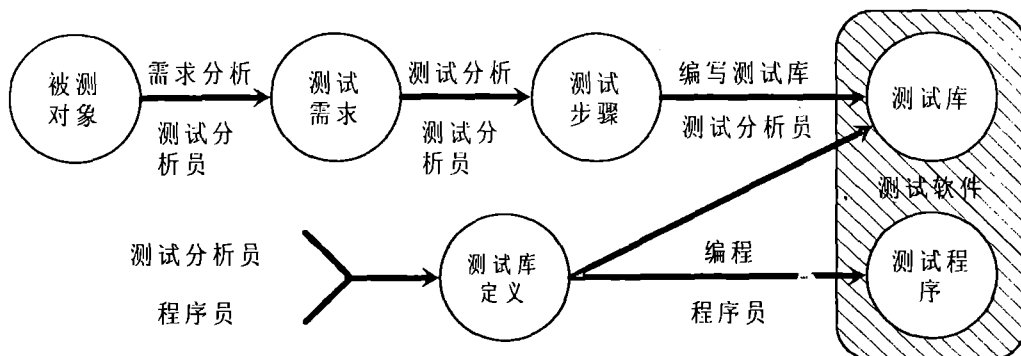 被测
对象
需求分析
测试分
析员
测试
需求
测试分析
测试分
析员
测试
步骤
编写测试库
测试分析员
测试库
测试软件
测试分析员
程序员
测试库
定义
编程
程序员
测试程
序